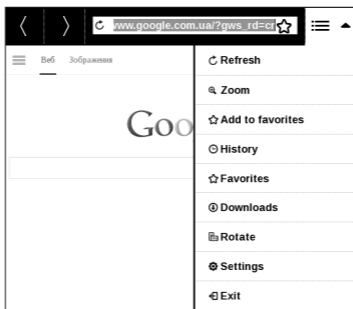 www.google.com.ua/?gws_rd=cr
Веб Зображення
Goo
Refresh
Zoom
Add to favorites
History
Favorites
Downloads
Rotate
Settings
Exit